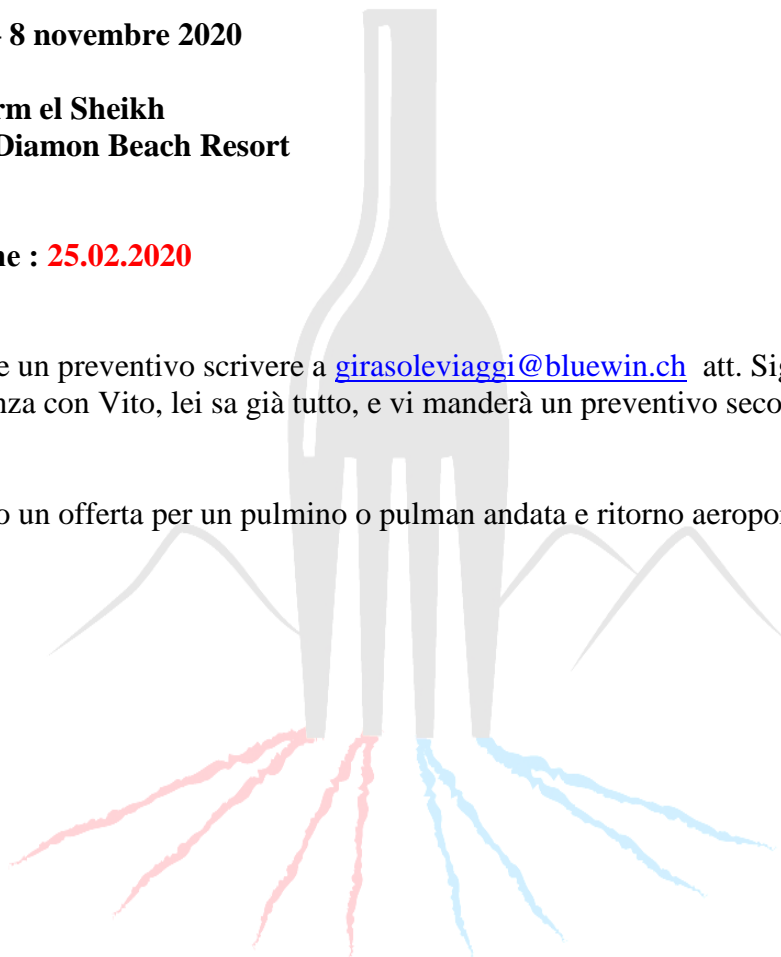 8 novembre 2020
rm el Sheikh
Diamon Beach Resort
ne : 25.02.2020
e un preventivo scrivere a girasoleviaggi@bluewin.ch att. Sig
nza con Vito, lei sa già tutto, e vi manderà un preventivo seco
o un offerta per un pulmino o pulman andata e ritorno aeropor